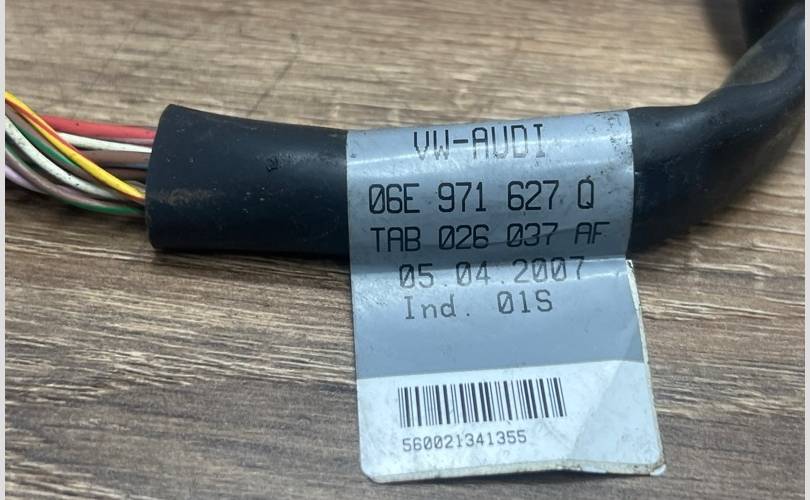 VW-AUDI
06E 971 627 Q
TAB 026 037 AF
05.04.2007
Ind. 01S
560021341355